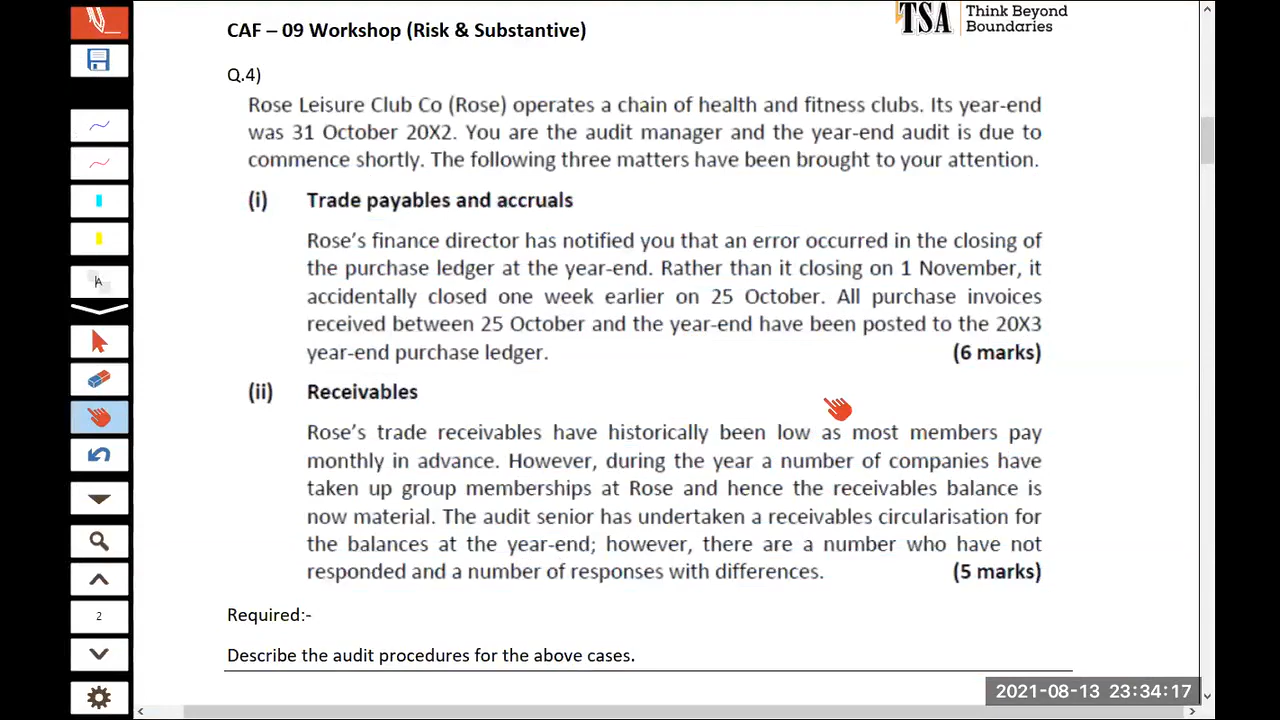 TSA Think Beyond
Boundaries
CAF – 09 Workshop (Risk & Substantive)
Q.4)
Rose Leisure Club Co (Rose) operates a chain of health and fitness clubs. Its year-end
was 31 October 20X2. You are the audit manager and the year-end audit is due to
commence shortly. The following three matters have been brought to your attention.
(i) Trade payables and accruals
Rose's finance director has notified you that an error occurred in the closing of
the purchase ledger at the year-end. Rather than it closing on 1 November, it
accidentally closed one week earlier on 25 October. All purchase invoices
received between 25 October and the year-end have been posted to the 20X3
year-end purchase ledger. (6 marks)
(ii) Receivables
Rose's trade receivables have historically been low as most members pay
monthly in advance. However, during the year a number of companies have
taken up group memberships at Rose and hence the receivables balance is
now material. The audit senior has undertaken a receivables circularisation for
the balances at the year-end; however, there are a number who have not
responded and a number of responses with differences. (5 marks)
Required:-
Describe the audit procedures for the above cases.
A
2
2021-08-13 23:34:17